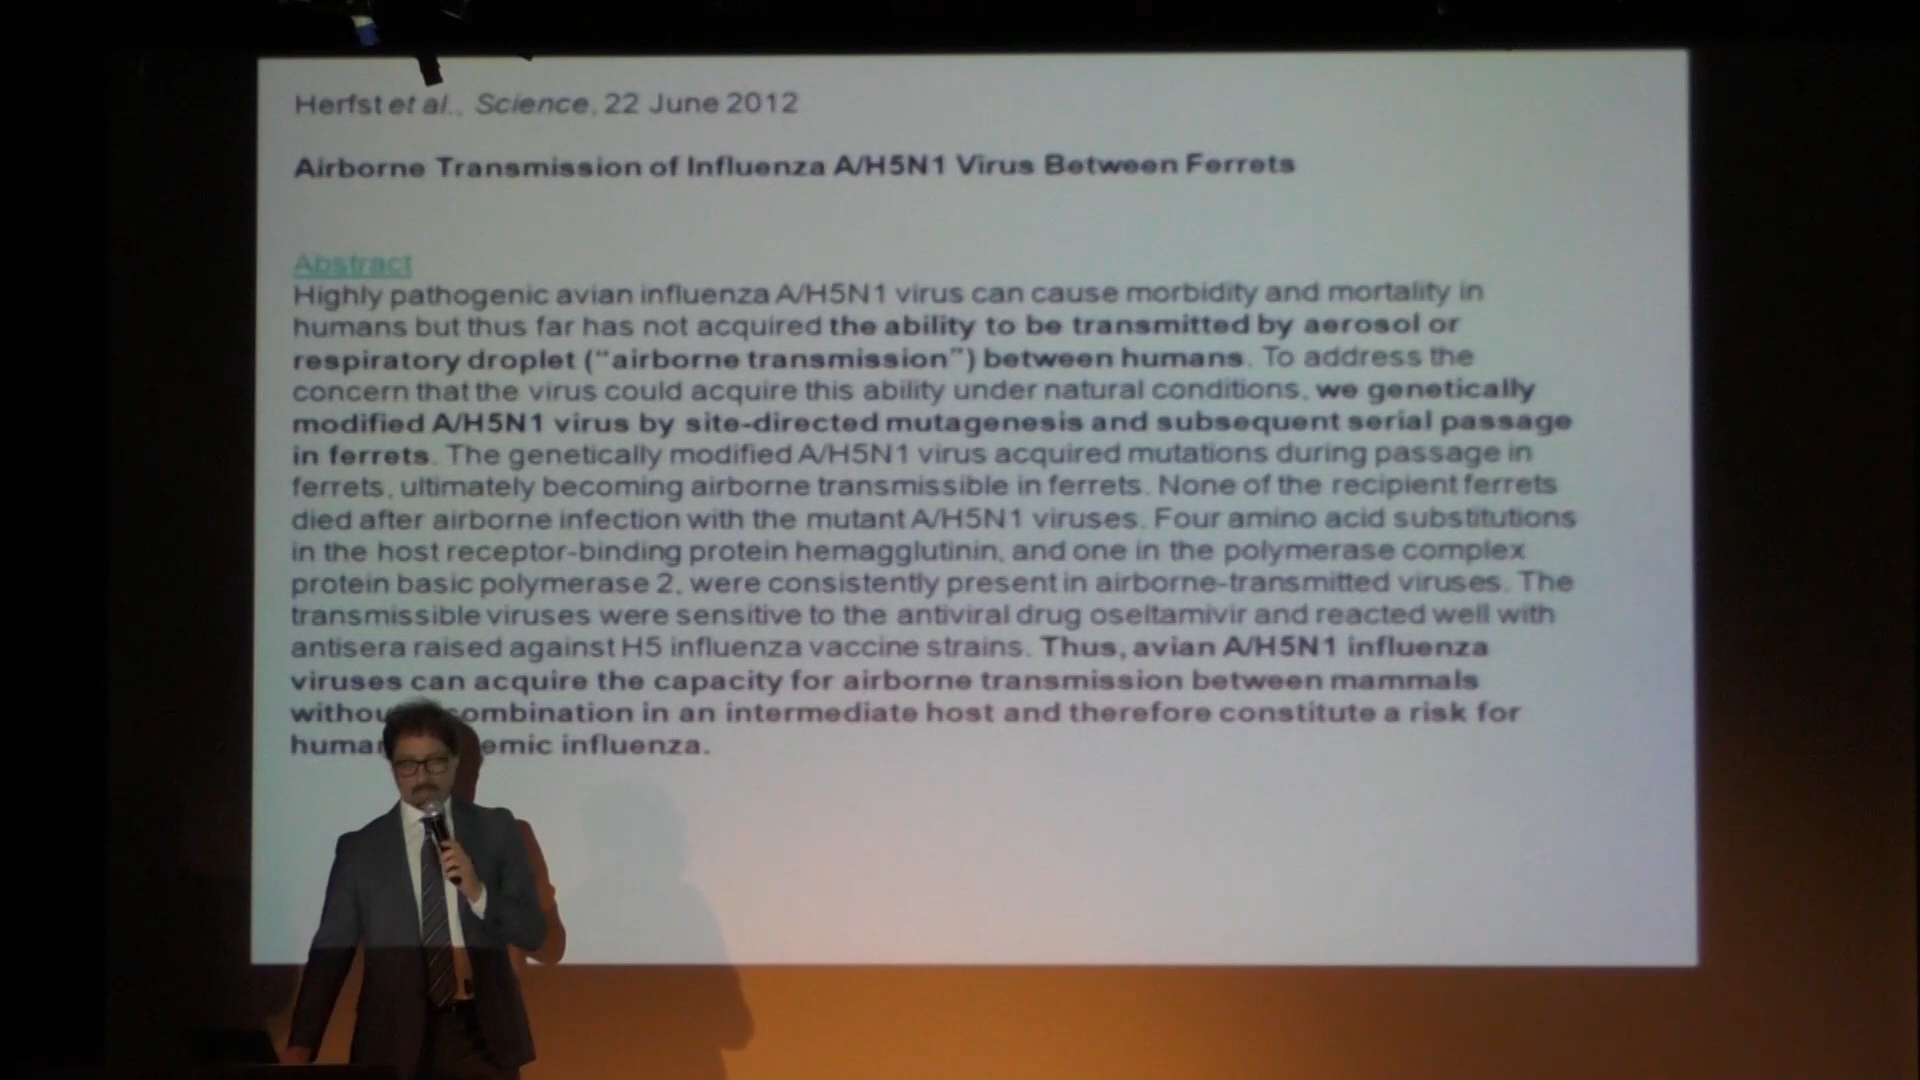 Herfst et al., Science, 22 June 2012
Airborne Transmission of Influenza A/H5N1 Virus Between Ferrets
Abstract
Highly pathogenic avian influenza A/H5N1 virus can cause morbidity and mortality in
humans but thus far has not acquired the ability to be transmitted by aerosol or
respiratory droplet (“airborne transmission”) between humans. To address the
concern that the virus could acquire this ability under natural conditions, we genetically
modified A/H5N1 virus by site-directed mutagenesis and subsequent serial passage
in ferrets. The genetically modified A/H5N1 virus acquired mutations during passage in
ferrets, ultimately becoming airborne transmissible in ferrets. None of the recipient ferrets
died after airborne infection with the mutant A/H5N1 viruses. Four amino acid substitutions
in the host receptor-binding protein hemagglutinin, and one in the polymerase complex
protein basic polymerase 2, were consistently present in airborne-transmitted viruses. The
transmissible viruses were sensitive to the antiviral drug oseltamivir and reacted well with
antisera raised against H5 influenza vaccine strains. Thus, avian A/H5N1 influenza
viruses can acquire the capacity for airborne transmission between mammals
in an intermediate host and therefore constitute a risk for
influenza.